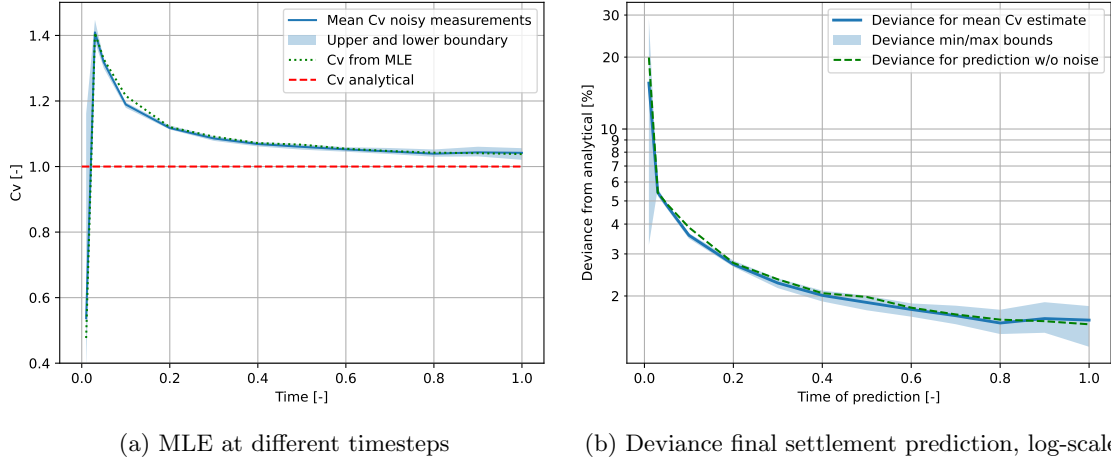 Mean Cv noisy measurements
Upper and lower boundary
Cv from MLE
Cv analytical
1.4
1.2
1.0
0.8
0.6
0.4
Cv [-]
0.0 0.2 0.4 0.6 0.8 1.0
Time [-]
(a) MLE at different timesteps
Deviance for mean Cv estimate
Deviance min/max bounds
Deviance for prediction w/o noise
30
20
10
9
8
7
6
5
4
3
2
Deviance from analytical [%]
0.0 0.2 0.4 0.6 0.8 1.0
Time of prediction [-]
(b) Deviance final settlement prediction, log-scale